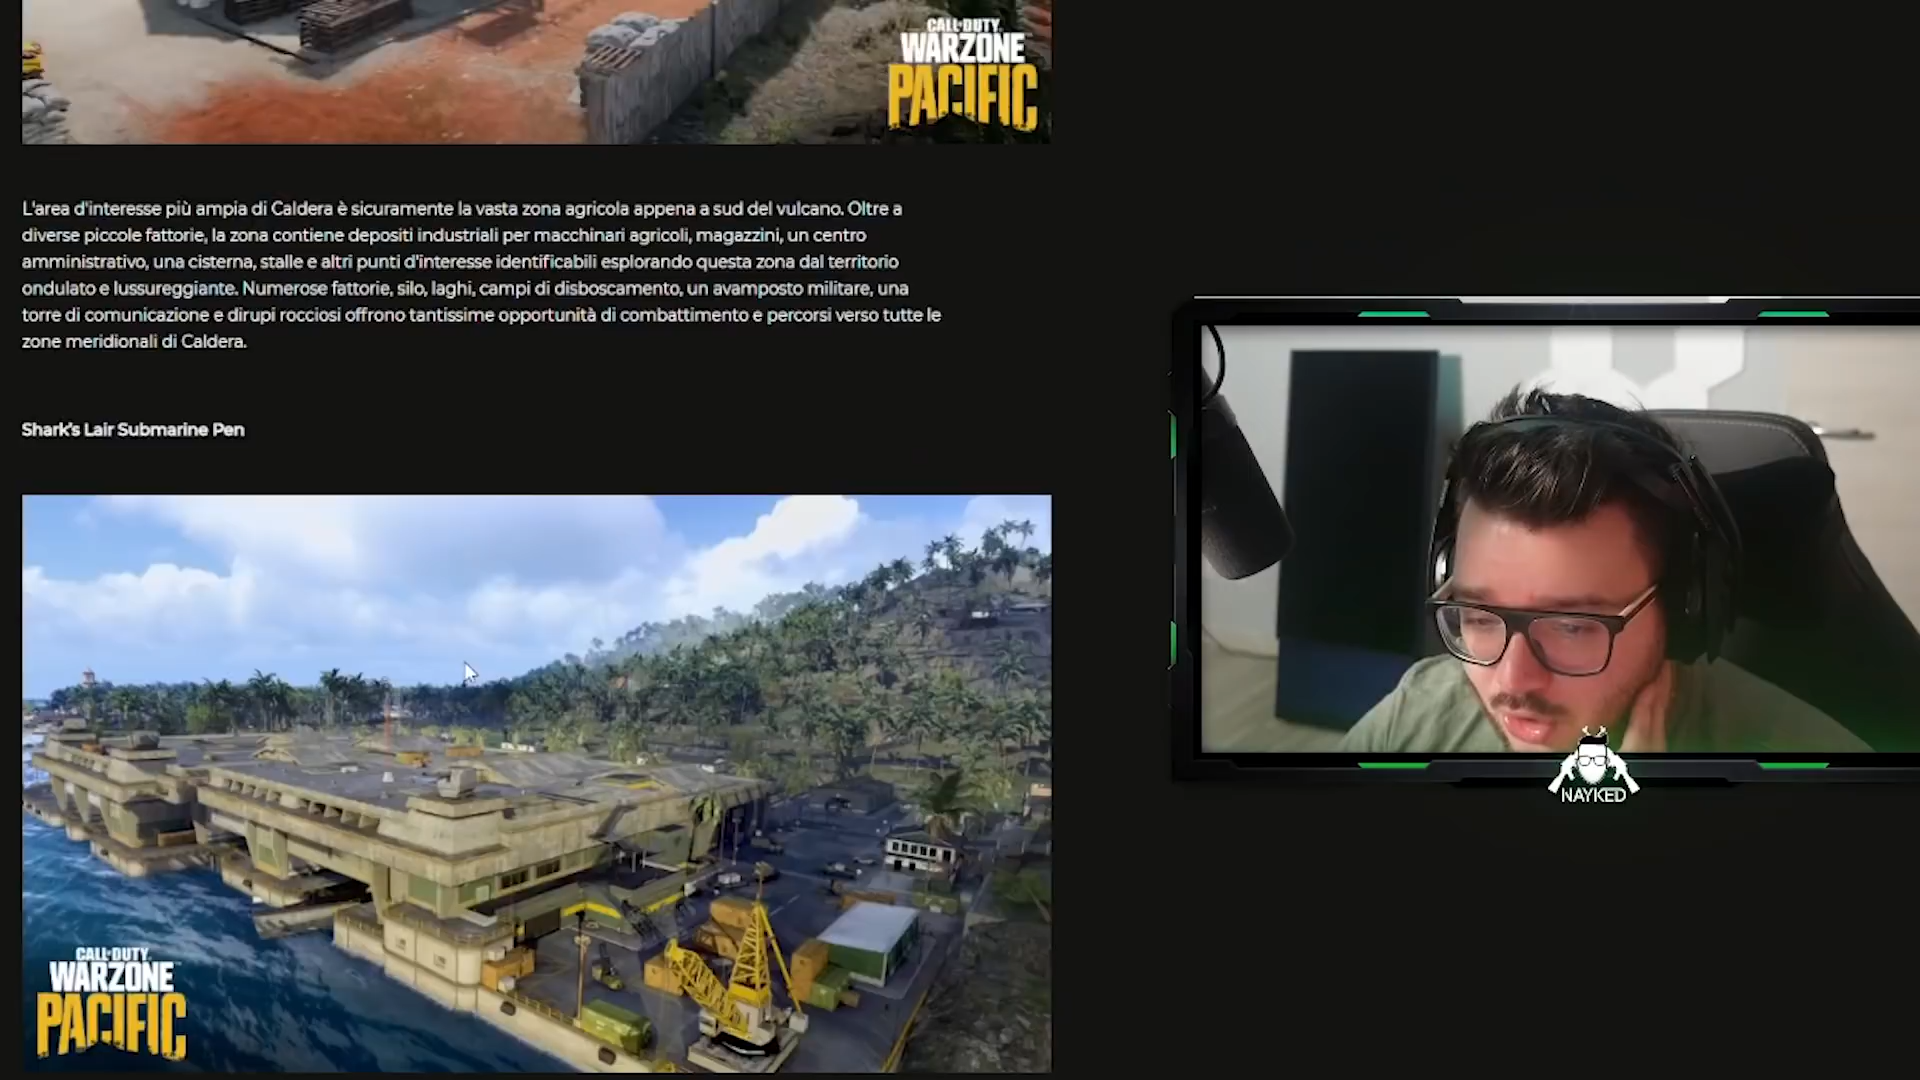 CALL·DUTY
WARZONE
PACIFIC
L'area d'interesse più ampia di Caldera è sicuramente la vasta zona agricola appena a sud del vulcano. Oltre a
diverse piccole fattorie, la zona contiene depositi industriali per macchinari agricoli, magazzini, un centro
amministrativo, una cisterna, stalle e altri punti d'interesse identificabili esplorando questa zona dal territorio
ondulato e lussureggiante. Numerose fattorie, silo, laghi, campi di disboscamento, un avamposto militare, una
torre di comunicazione e dirupi rocciosi offrono tantissime opportunità di combattimento e percorsi verso tutte le
zone meridionali di Caldera.
Shark's Lair Submarine Pen
CALL·DUTY
WARZONE
PACIFIC
NAYKED